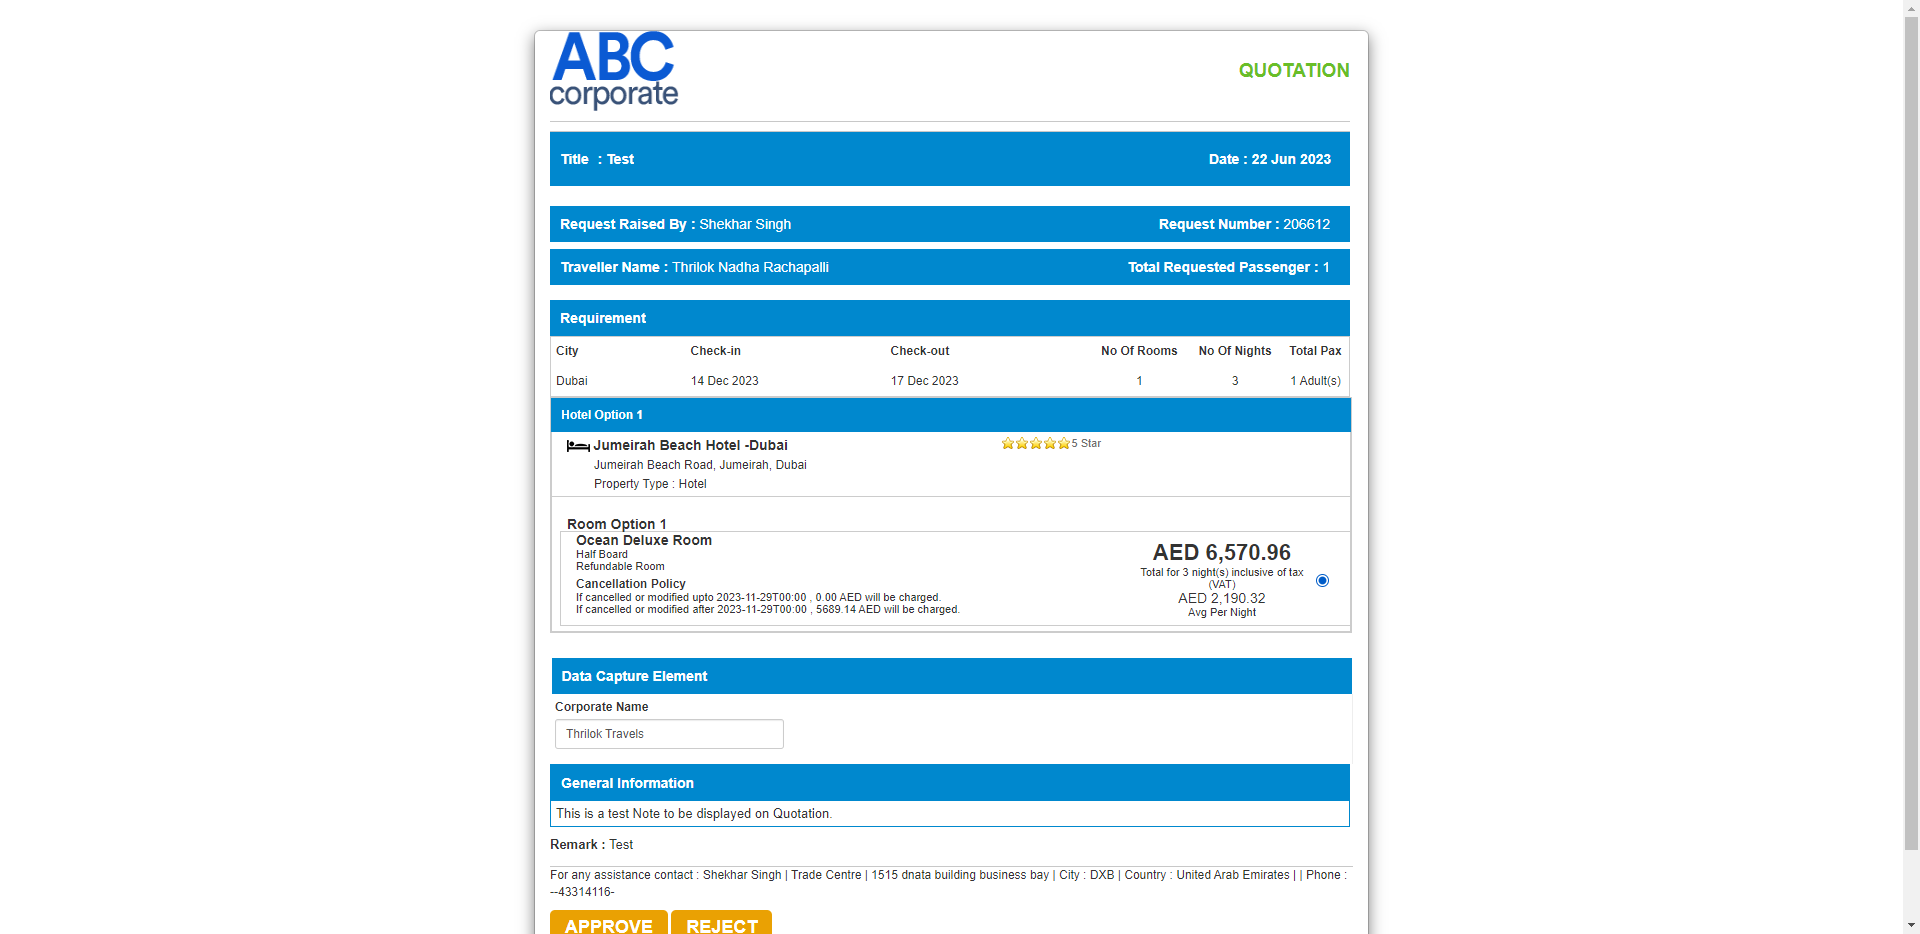 ABC
corporate
QUOTATION
Title : Test
Date : 22 Jun 2023
Request Raised By : Shekhar Singh
Request Number : 206612
Traveller Name : Thrilok Nadha Rachapalli
Total Requested Passenger : 1
Requirement
City Check-in Check-out No Of Rooms No Of Nights Total Pax
Dubai 14 Dec 2023 17 Dec 2023 1 3 1 Adult(s)
Hotel Option 1
Jumeirah Beach Hotel -Dubai
5 Star
Jumeirah Beach Road, Jumeirah, Dubai
Property Type : Hotel
Room Option 1
Ocean Deluxe Room
Half Board
Refundable Room
Cancellation Policy
If cancelled or modified upto 2023-11-29T00:00 , 0.00 AED will be charged.
If cancelled or modified after 2023-11-29T00:00 , 5689.14 AED will be charged.
AED 6,570.96
Total for 3 night(s) inclusive of tax
(VAT)
AED 2,190.32
Avg Per Night
Data Capture Element
Corporate Name
Thrilok Travels
General Information
This is a test Note to be displayed on Quotation.
Remark : Test
For any assistance contact : Shekhar Singh | Trade Centre | 1515 dnata building business bay | City : DXB | Country : United Arab Emirates | | Phone :
--43314116-
APPROVE REJECT